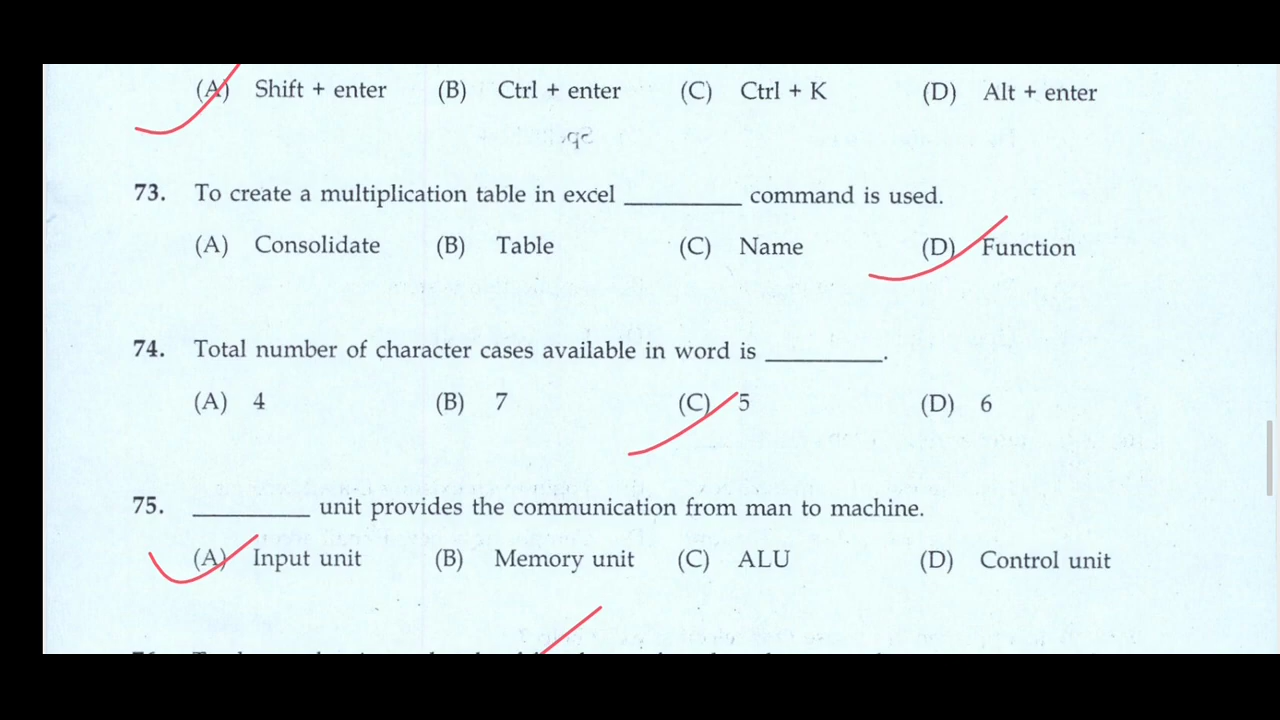 (A) Shift + enter (B) Ctrl + enter (C) Ctrl + K (D) Alt + enter
73. To create a multiplication table in excel __________ command is used.
(A) Consolidate (B) Table (C) Name (D) Function
74. Total number of character cases available in word is __________.
(A) 4 (B) 7 (C) 5 (D) 6
75. __________ unit provides the communication from man to machine.
(A) Input unit (B) Memory unit (C) ALU (D) Control unit